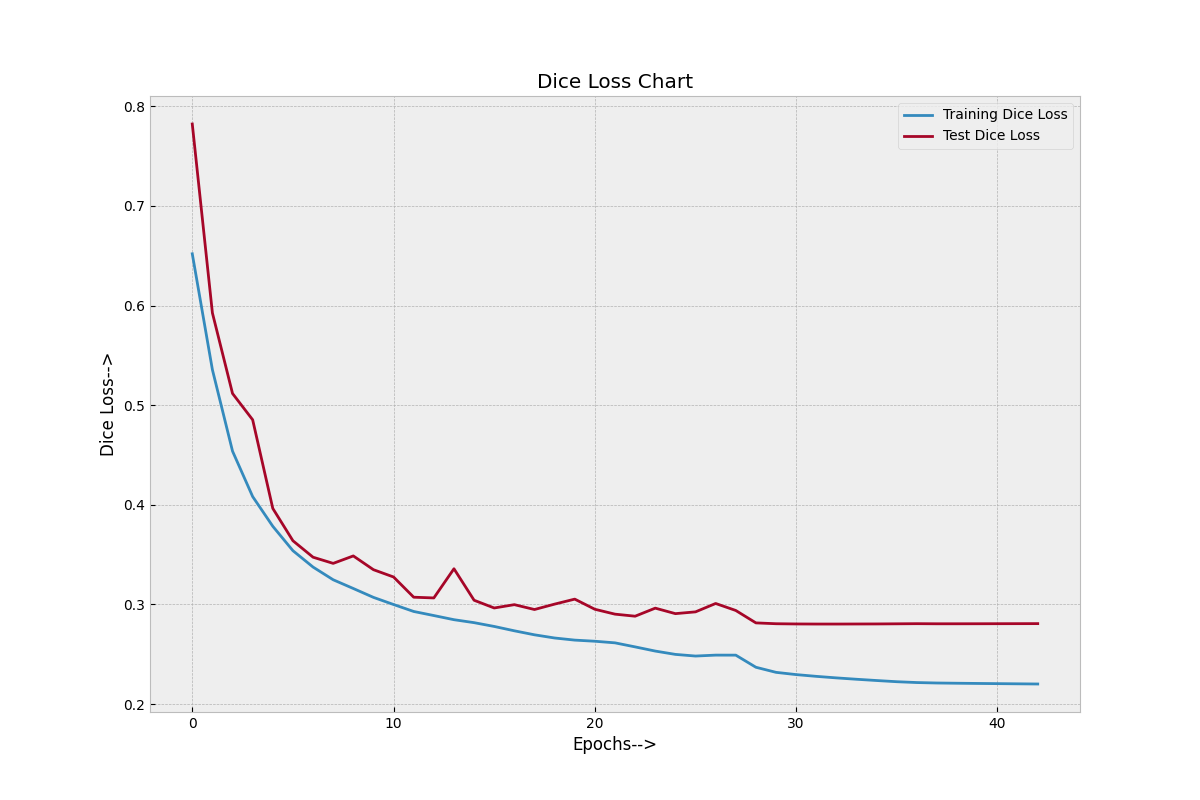 Dice Loss Chart
Training Dice Loss
Test Dice Loss
Dice Loss-->
0.8
0.7
0.6
0.5
0.4
0.3
0.2
0 10 20 30 40
Epochs-->